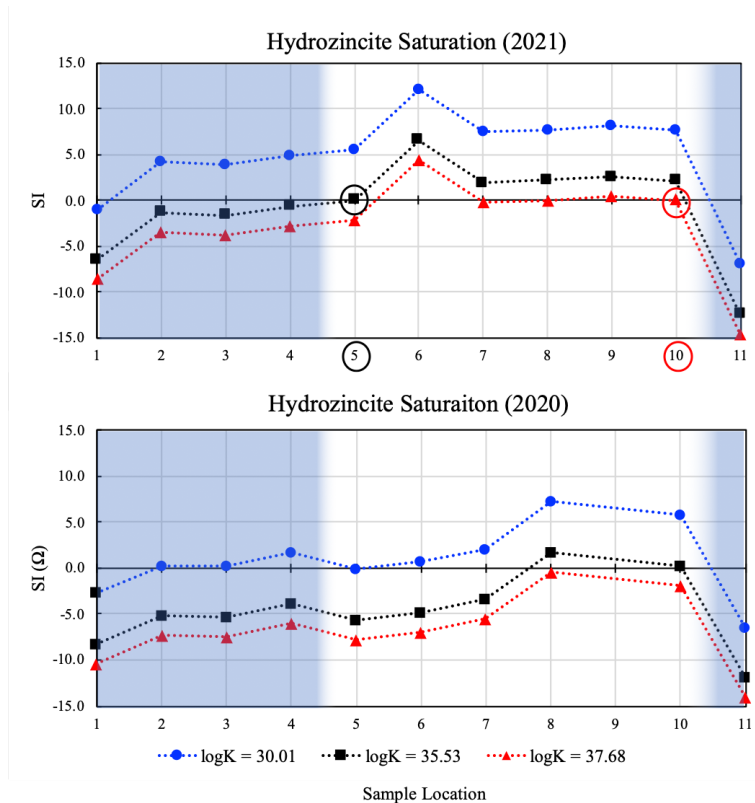 Hydrozincite Saturation (2021)
15.0
10.0
5.0
0.0
-5.0
-10.0
-15.0
SI
1 2 3 4 5 6 7 8 9 10 11
Hydrozincite Saturaiton (2020)
15.0
10.0
5.0
0.0
-5.0
-10.0
-15.0
SI (Ω)
1 2 3 4 5 6 7 8 9 10 11
logK = 30.01 logK = 35.53 logK = 37.68
Sample Location